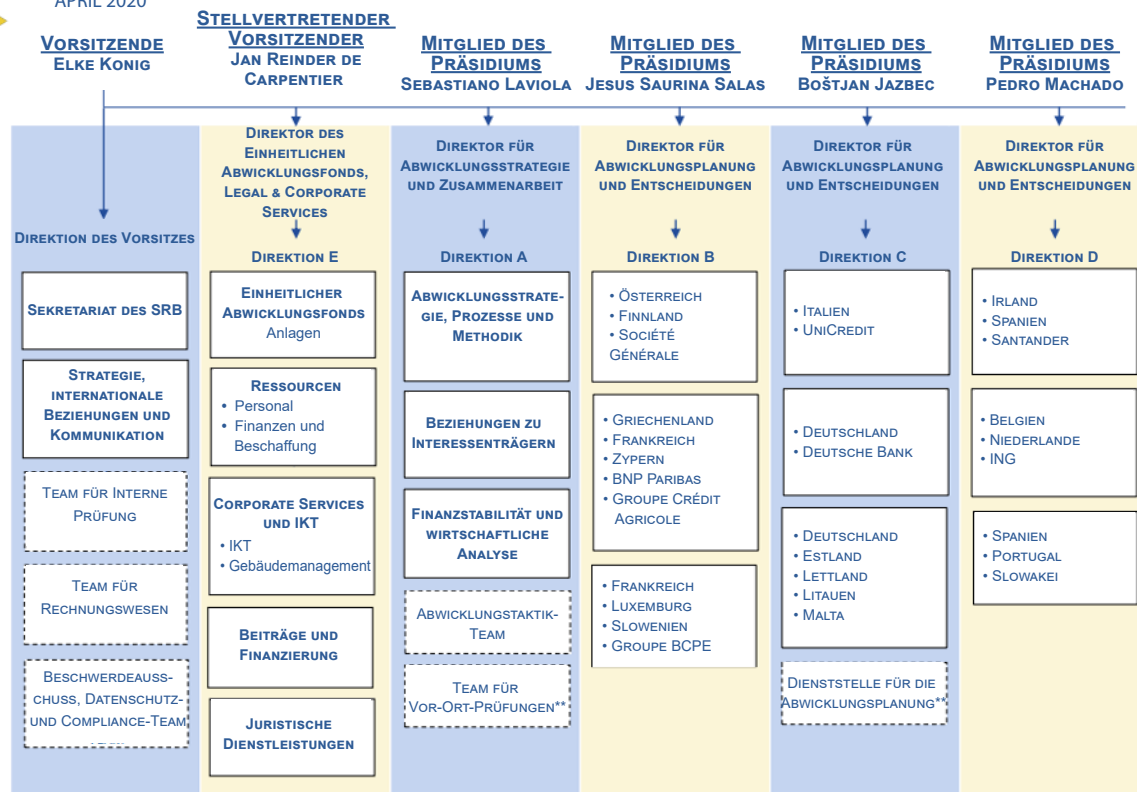 APRIL 2020
VORSITZENDE
ELKE KONIG
STELLVERTRETENDER
VORSITZENDER
JAN REINDER DE
CARPENTIER
MITGLIED DES
PRÄSIDIUMS
SEBASTIANO LAVIOLA
MITGLIED DES
PRÄSIDIUMS
JESUS SAURINA SALAS
MITGLIED DES
PRÄSIDIUMS
BOŠTJAN JAZBEC
MITGLIED DES
PRÄSIDIUMS
PEDRO MACHADO
DIREKTION DES VORSITZES
SEKRETARIAT DES SRB
STRATEGIE,
INTERNATIONALE
BEZIEHUNGEN UND
KOMMUNIKATION
TEAM FÜR INTERNE
PRÜFUNG
TEAM FÜR
RECHNUNGSWESEN
BESCHWERDEAUSS-
CHUSS, DATENSCHUTZ-
UND COMPLIANCE-TEAM
DIREKTOR DES
EINHEITLICHEN
ABWICKLUNGSFONDS,
LEGAL & CORPORATE
SERVICES
DIREKTION E
EINHEITLICHER
ABWICKLUNGSFONDS
Anlagen
RESSOURCEN
• Personal
• Finanzen und
Beschaffung
CORPORATE SERVICES
UND IKT
• IKT
• Gebäudemanagement
BEITRÄGE UND
FINANZIERUNG
JURISTISCHE
DIENSTLEISTUNGEN
DIREKTOR FÜR
ABWICKLUNGSSTRATEGIE
UND ZUSAMMENARBEIT
DIREKTION A
ABWICKLUNGSSTRATE-
GIE, PROZESSE UND
METHODIK
BEZIEHUNGEN ZU
INTERESSENTRÄGERN
FINANZSTABILITÄT UND
WIRTSCHAFTLICHE
ANALYSE
ABWICKLUNGSTAKTIK-
TEAM
TEAM FÜR
VOR-ORT-PRÜFUNGEN**
DIREKTOR FÜR
ABWICKLUNGSPLANUNG
UND ENTSCHEIDUNGEN
DIREKTION B
• ÖSTERREICH
• FINNLAND
• SOCIÉTÉ
GÉNÉRALE
• GRIECHENLAND
• FRANKREICH
• ZYPERN
• BNP PARIBAS
• GROUPE CRÉDIT
AGRICOLE
• FRANKREICH
• LUXEMBURG
• SLOWENIEN
• GROUPE BCPE
DIREKTOR FÜR
ABWICKLUNGSPLANUNG
UND ENTSCHEIDUNGEN
DIREKTION C
• ITALIEN
• UNICREDIT
• DEUTSCHLAND
• DEUTSCHE BANK
• DEUTSCHLAND
• ESTLAND
• LETTLAND
• LITAUEN
• MALTA
DIENSTSTELLE FÜR DIE
ABWICKLUNGSPLANUNG**
DIREKTOR FÜR
ABWICKLUNGSPLANUNG
UND ENTSCHEIDUNGEN
DIREKTION D
• IRLAND
• SPANIEN
• SANTANDER
• BELGIEN
• NIEDERLANDE
• ING
• SPANIEN
• PORTUGAL
• SLOWAKEI